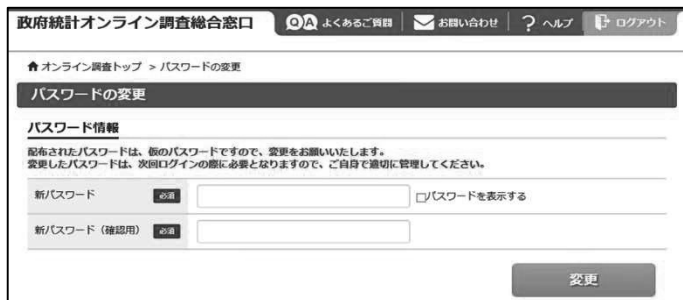 政府統計オンライン調査総合窓口 QA よくあるご質問 お問い合わせ ? ヘルプ ログアウト
オンライン調査トップ > パスワードの変更
パスワードの変更
パスワード情報
配布されたパスワードは、仮のパスワードですので、変更をお願いいたします。
変更したパスワードは、次回ログインの際に必要となりますので、ご自身で適切に管理してください。
新パスワード 必須 □パスワードを表示する
新パスワード（確認用） 必須
変更